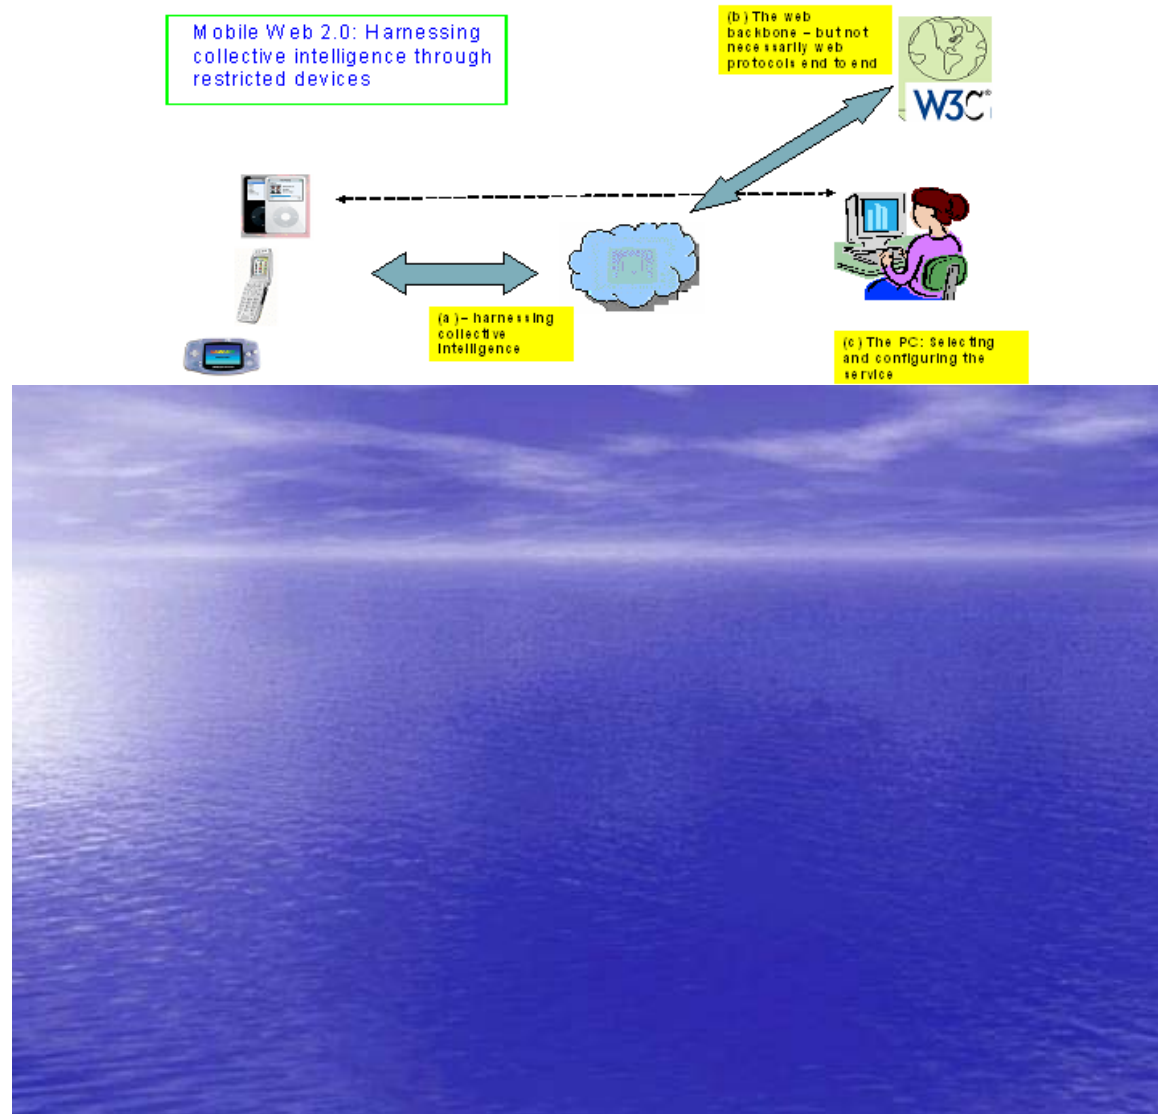 Mobile Web 2.0: Harnessing
collective intelligence through
restricted devices
(b) The web
backbone – but not
necessarily web
protocols end to end
W3C®
(a) – harnessing
collective
intelligence
(c) The PC: Selecting
and configuring the
service